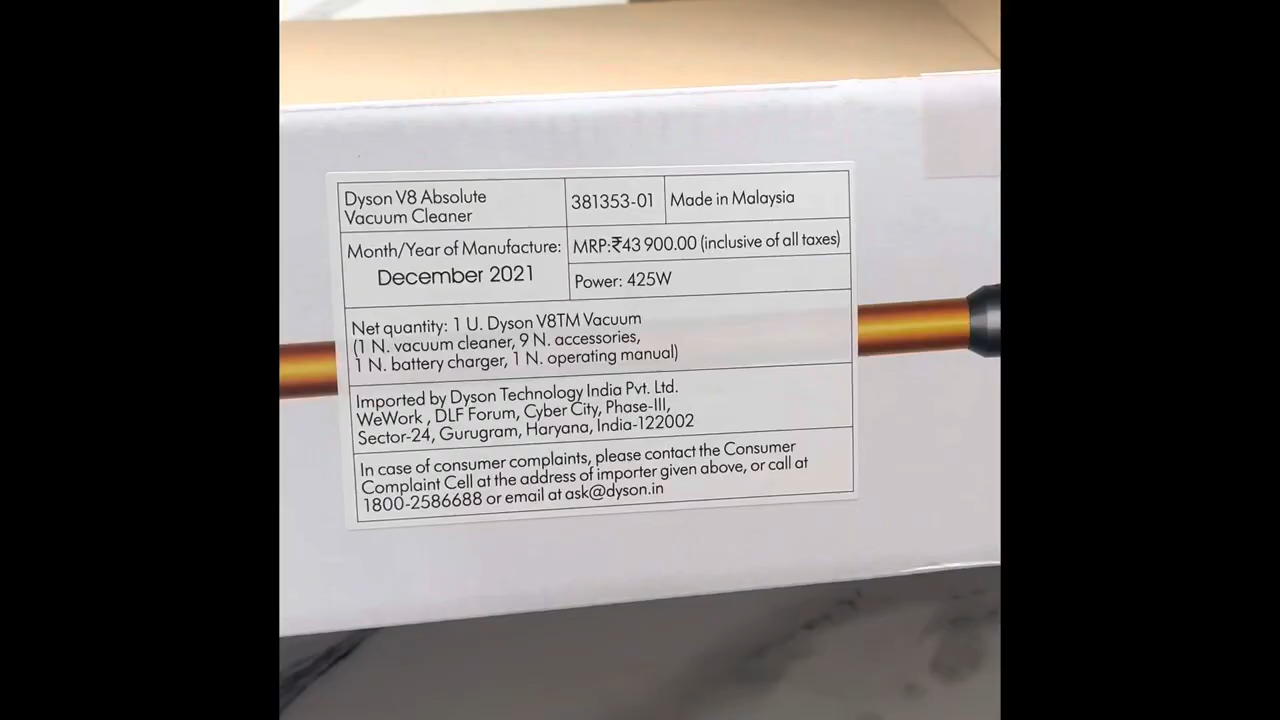 Dyson V8 Absolute
Vacuum Cleaner
381353-01
Made in Malaysia
Month/Year of Manufacture:
December 2021
MRP:₹43 900.00 (inclusive of all taxes)
Power: 425W
Net quantity: 1 U. Dyson V8TM Vacuum
(1 N. vacuum cleaner, 9 N. accessories,
1 N. battery charger, 1 N. operating manual)
Imported by Dyson Technology India Pvt. Ltd.
WeWork , DLF Forum, Cyber City, Phase-III,
Sector-24, Gurugram, Haryana, India-122002
In case of consumer complaints, please contact the Consumer
Complaint Cell at the address of importer given above, or call at
1800-2586688 or email at ask@dyson.in